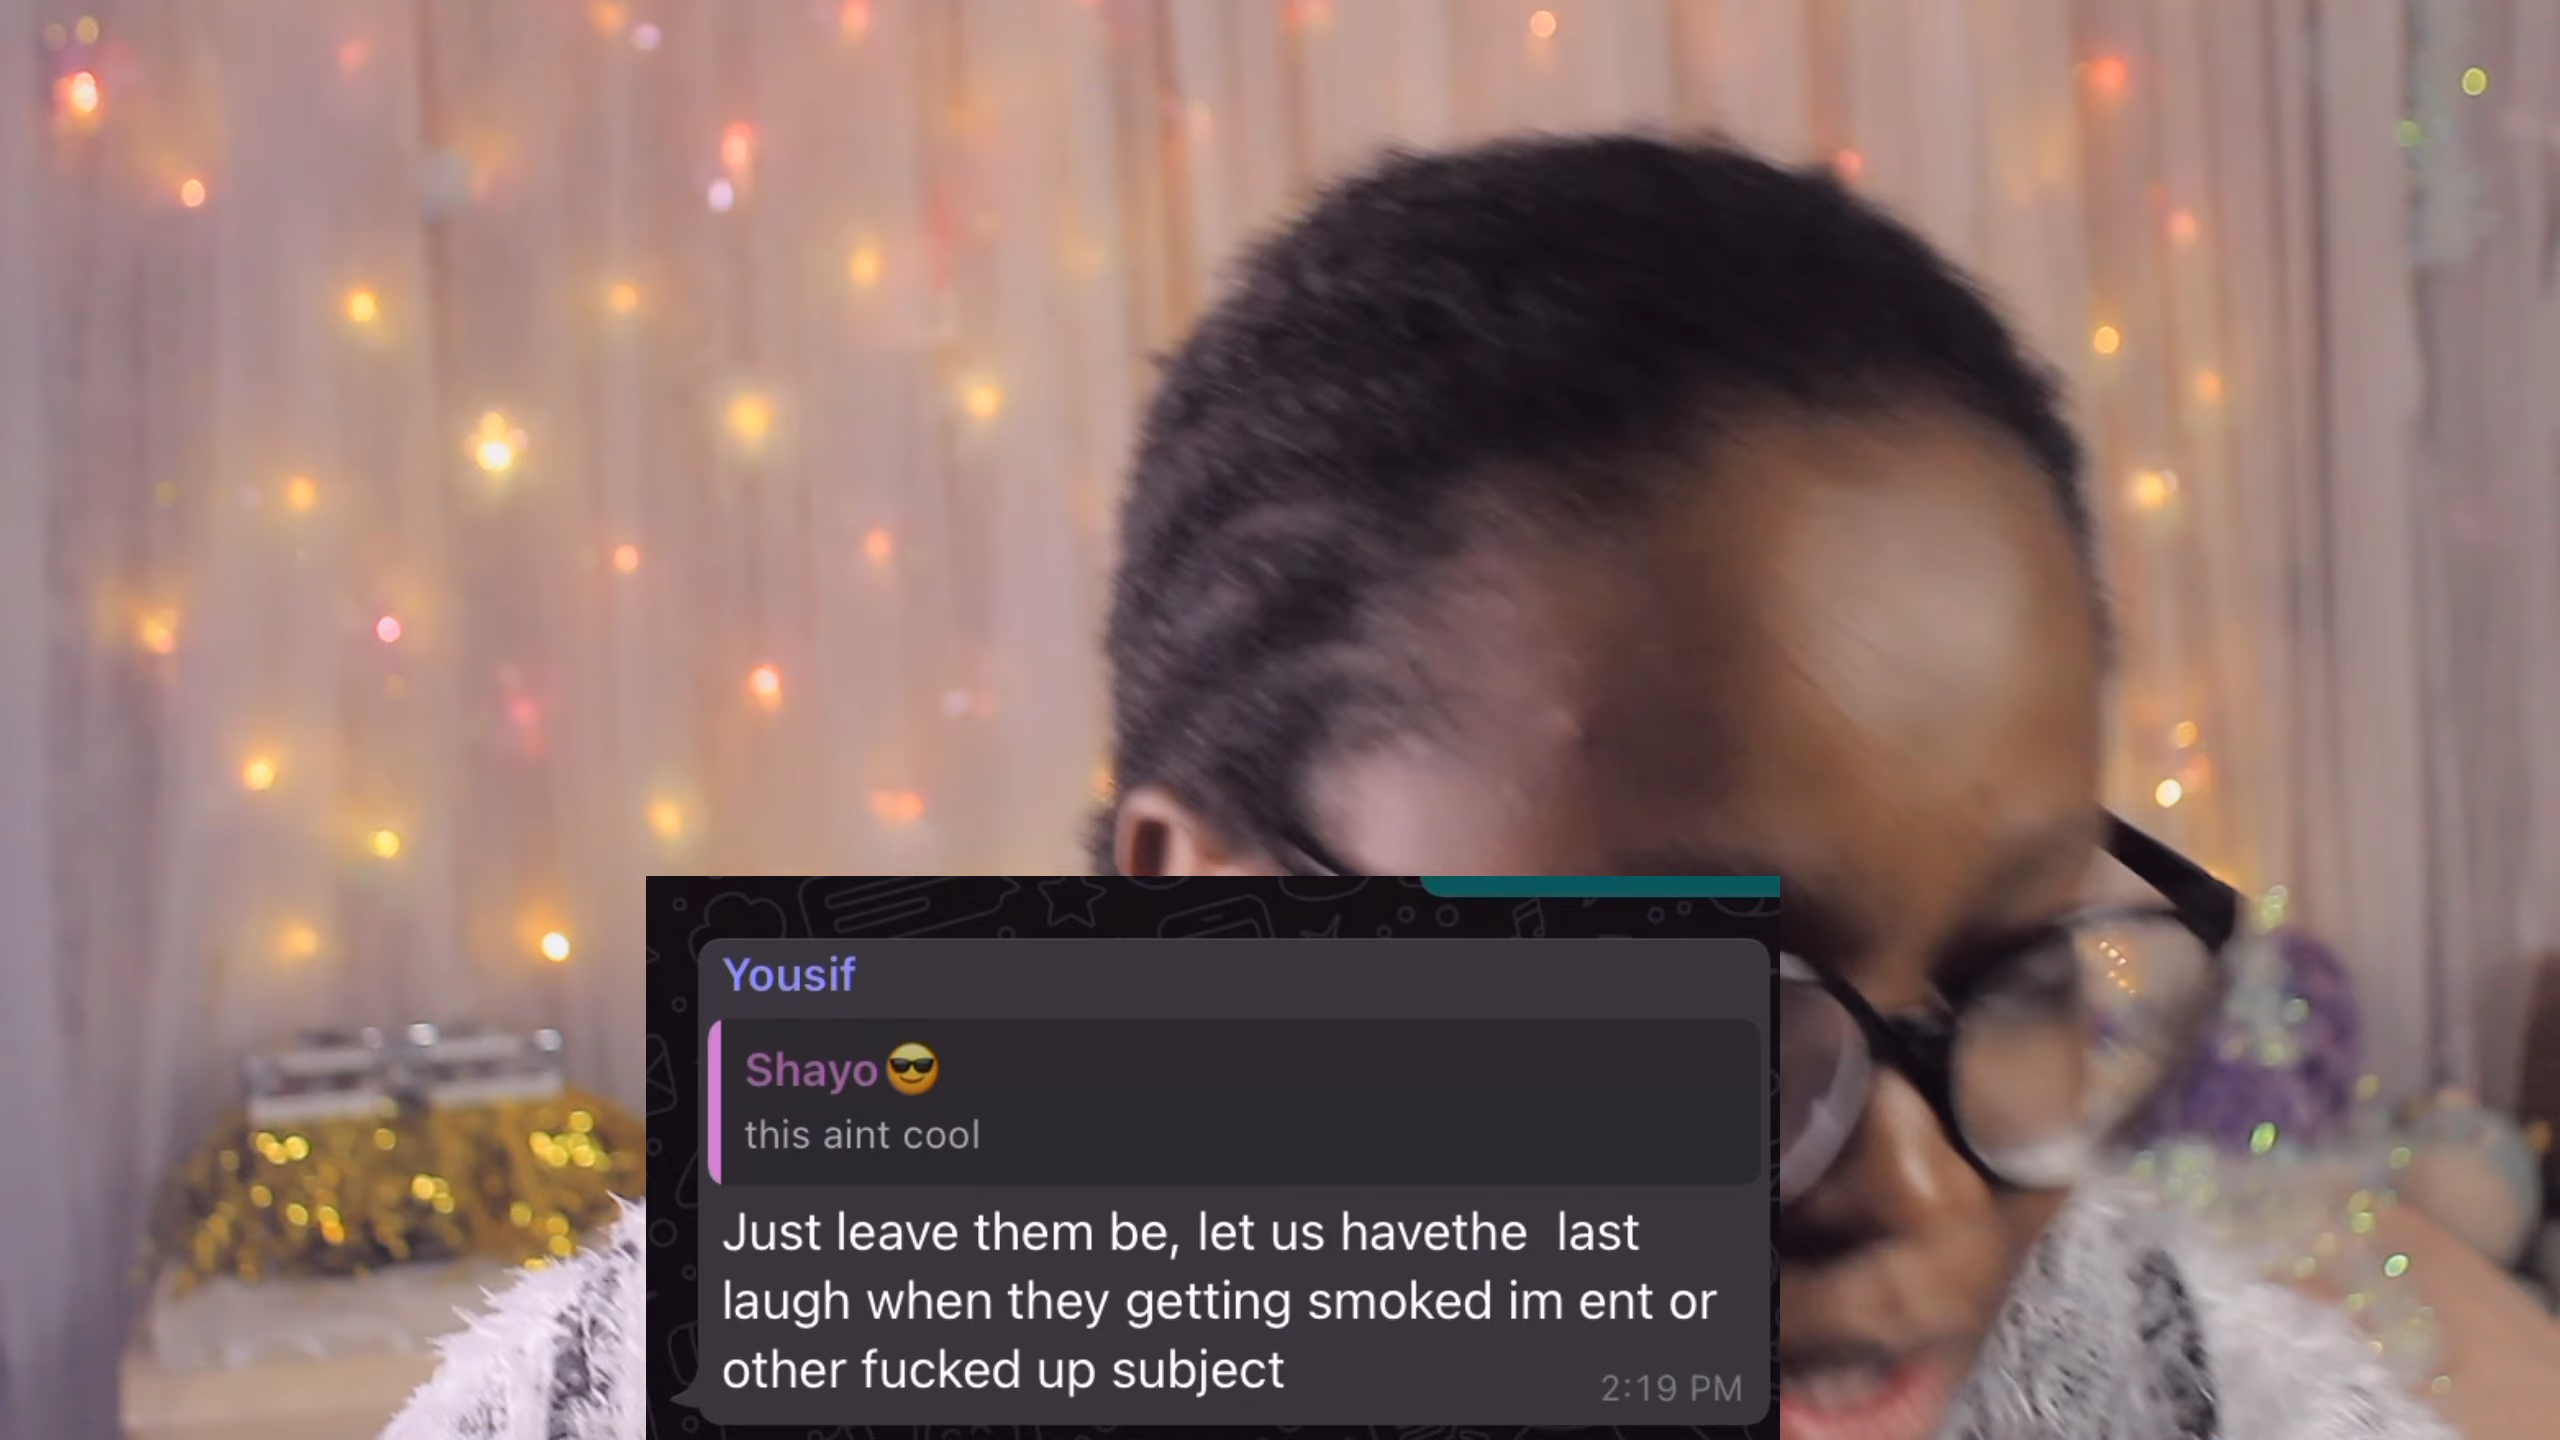 Yousif
Shayo😎
this aint cool
Just leave them be, let us havethe  last
laugh when they getting smoked im ent or
other fucked up subject
2:19 PM